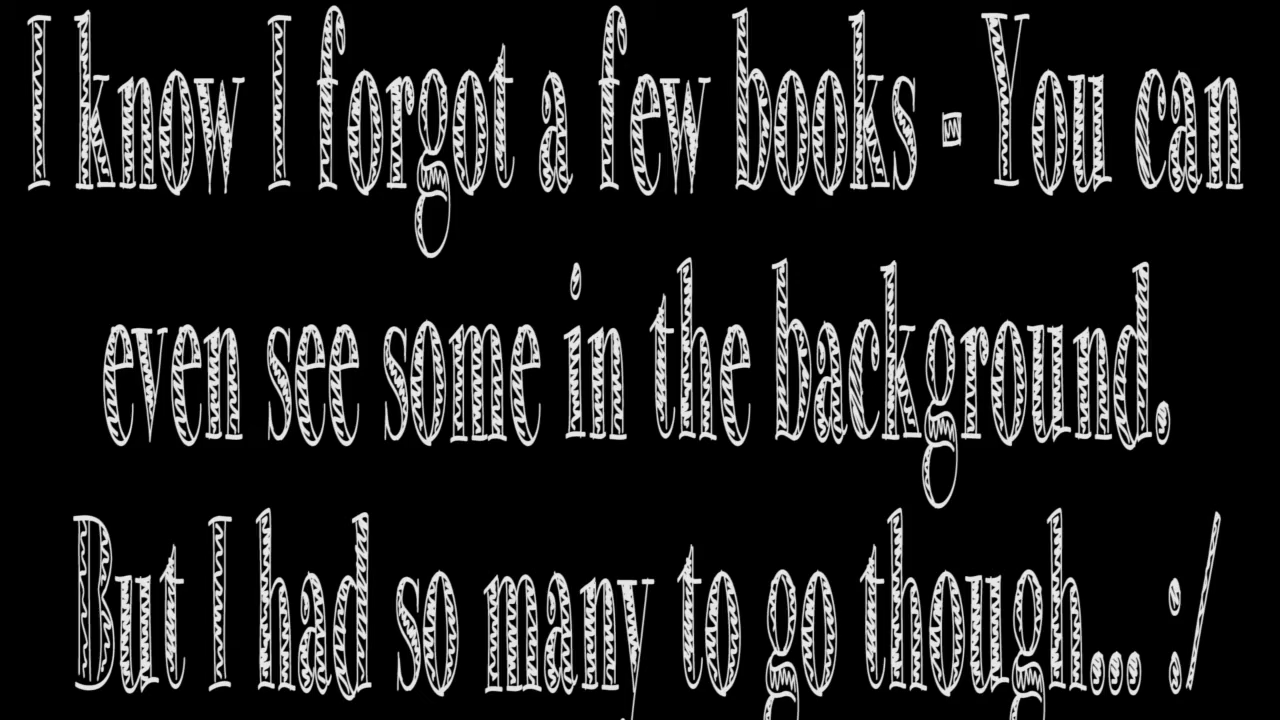 I know I forgot a few books - You can
even see some in the background.
But I had so many to go though... :/